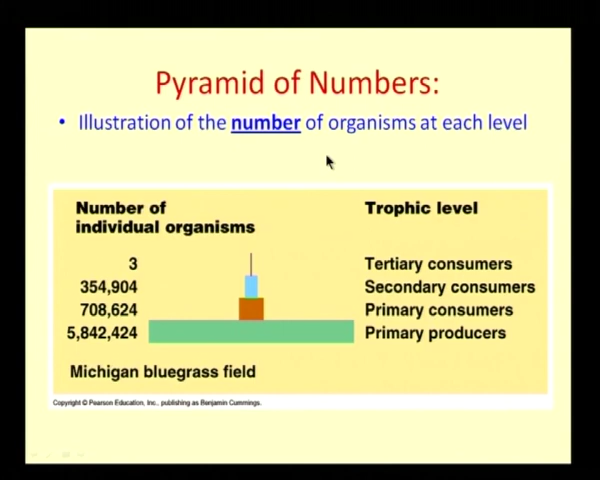 Pyramid of Numbers:
• Illustration of the number of organisms at each level
Number of individual organisms
Trophic level
3 Tertiary consumers
354,904 Secondary consumers
708,624 Primary consumers
5,842,424 Primary producers
Michigan bluegrass field
Copyright © Pearson Education, Inc., publishing as Benjamin Cummings.